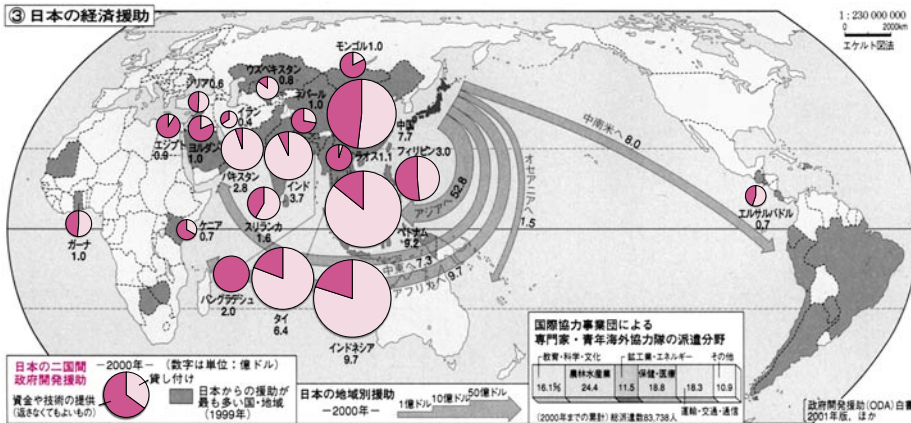 ③日本の経済援助
1:230 000 000
0 2000km
エケルト図法
モンゴル1.0
ウズベキスタン
0.8
シリア0.6
ネパール
1.0
イラン
0.4
中国
7.7
エジプト
0.9
ヨルダン
1.0
ラオス1.1
フィリピン3.0
パキスタン
2.8
インド
3.7
中南米へ8.0
オセアニアへ1.5
アジアへ52.8
エルサルバドル
0.7
スリランカ
1.6
ベトナム
9.2
ガーナ
1.0
ケニア
0.7
中東へ7.3
アフリカへ9.7
バングラデシュ
2.0
タイ
6.4
インドネシア
9.7
国際協力事業団による
専門家・青年海外協力隊の派遣分野
教育・科学・文化 鉱工業・エネルギー その他
農林水産業 保健・医療
16.1% 24.4 11.5 18.8 18.3 10.9
運輸・交通・通信
(2000年までの累計) 総派遣数83,738人
日本の二国間
政府開発援助
-2000年-
(数字は単位:億ドル)
貸し付け
資金や技術の提供
(返さなくてもよいもの)
日本からの援助が
最も多い国・地域
(1999年)
日本の地域別援助
-2000年-
1億ドル 10億ドル 50億ドル
政府開発援助(ODA)白書
2001年版,ほか